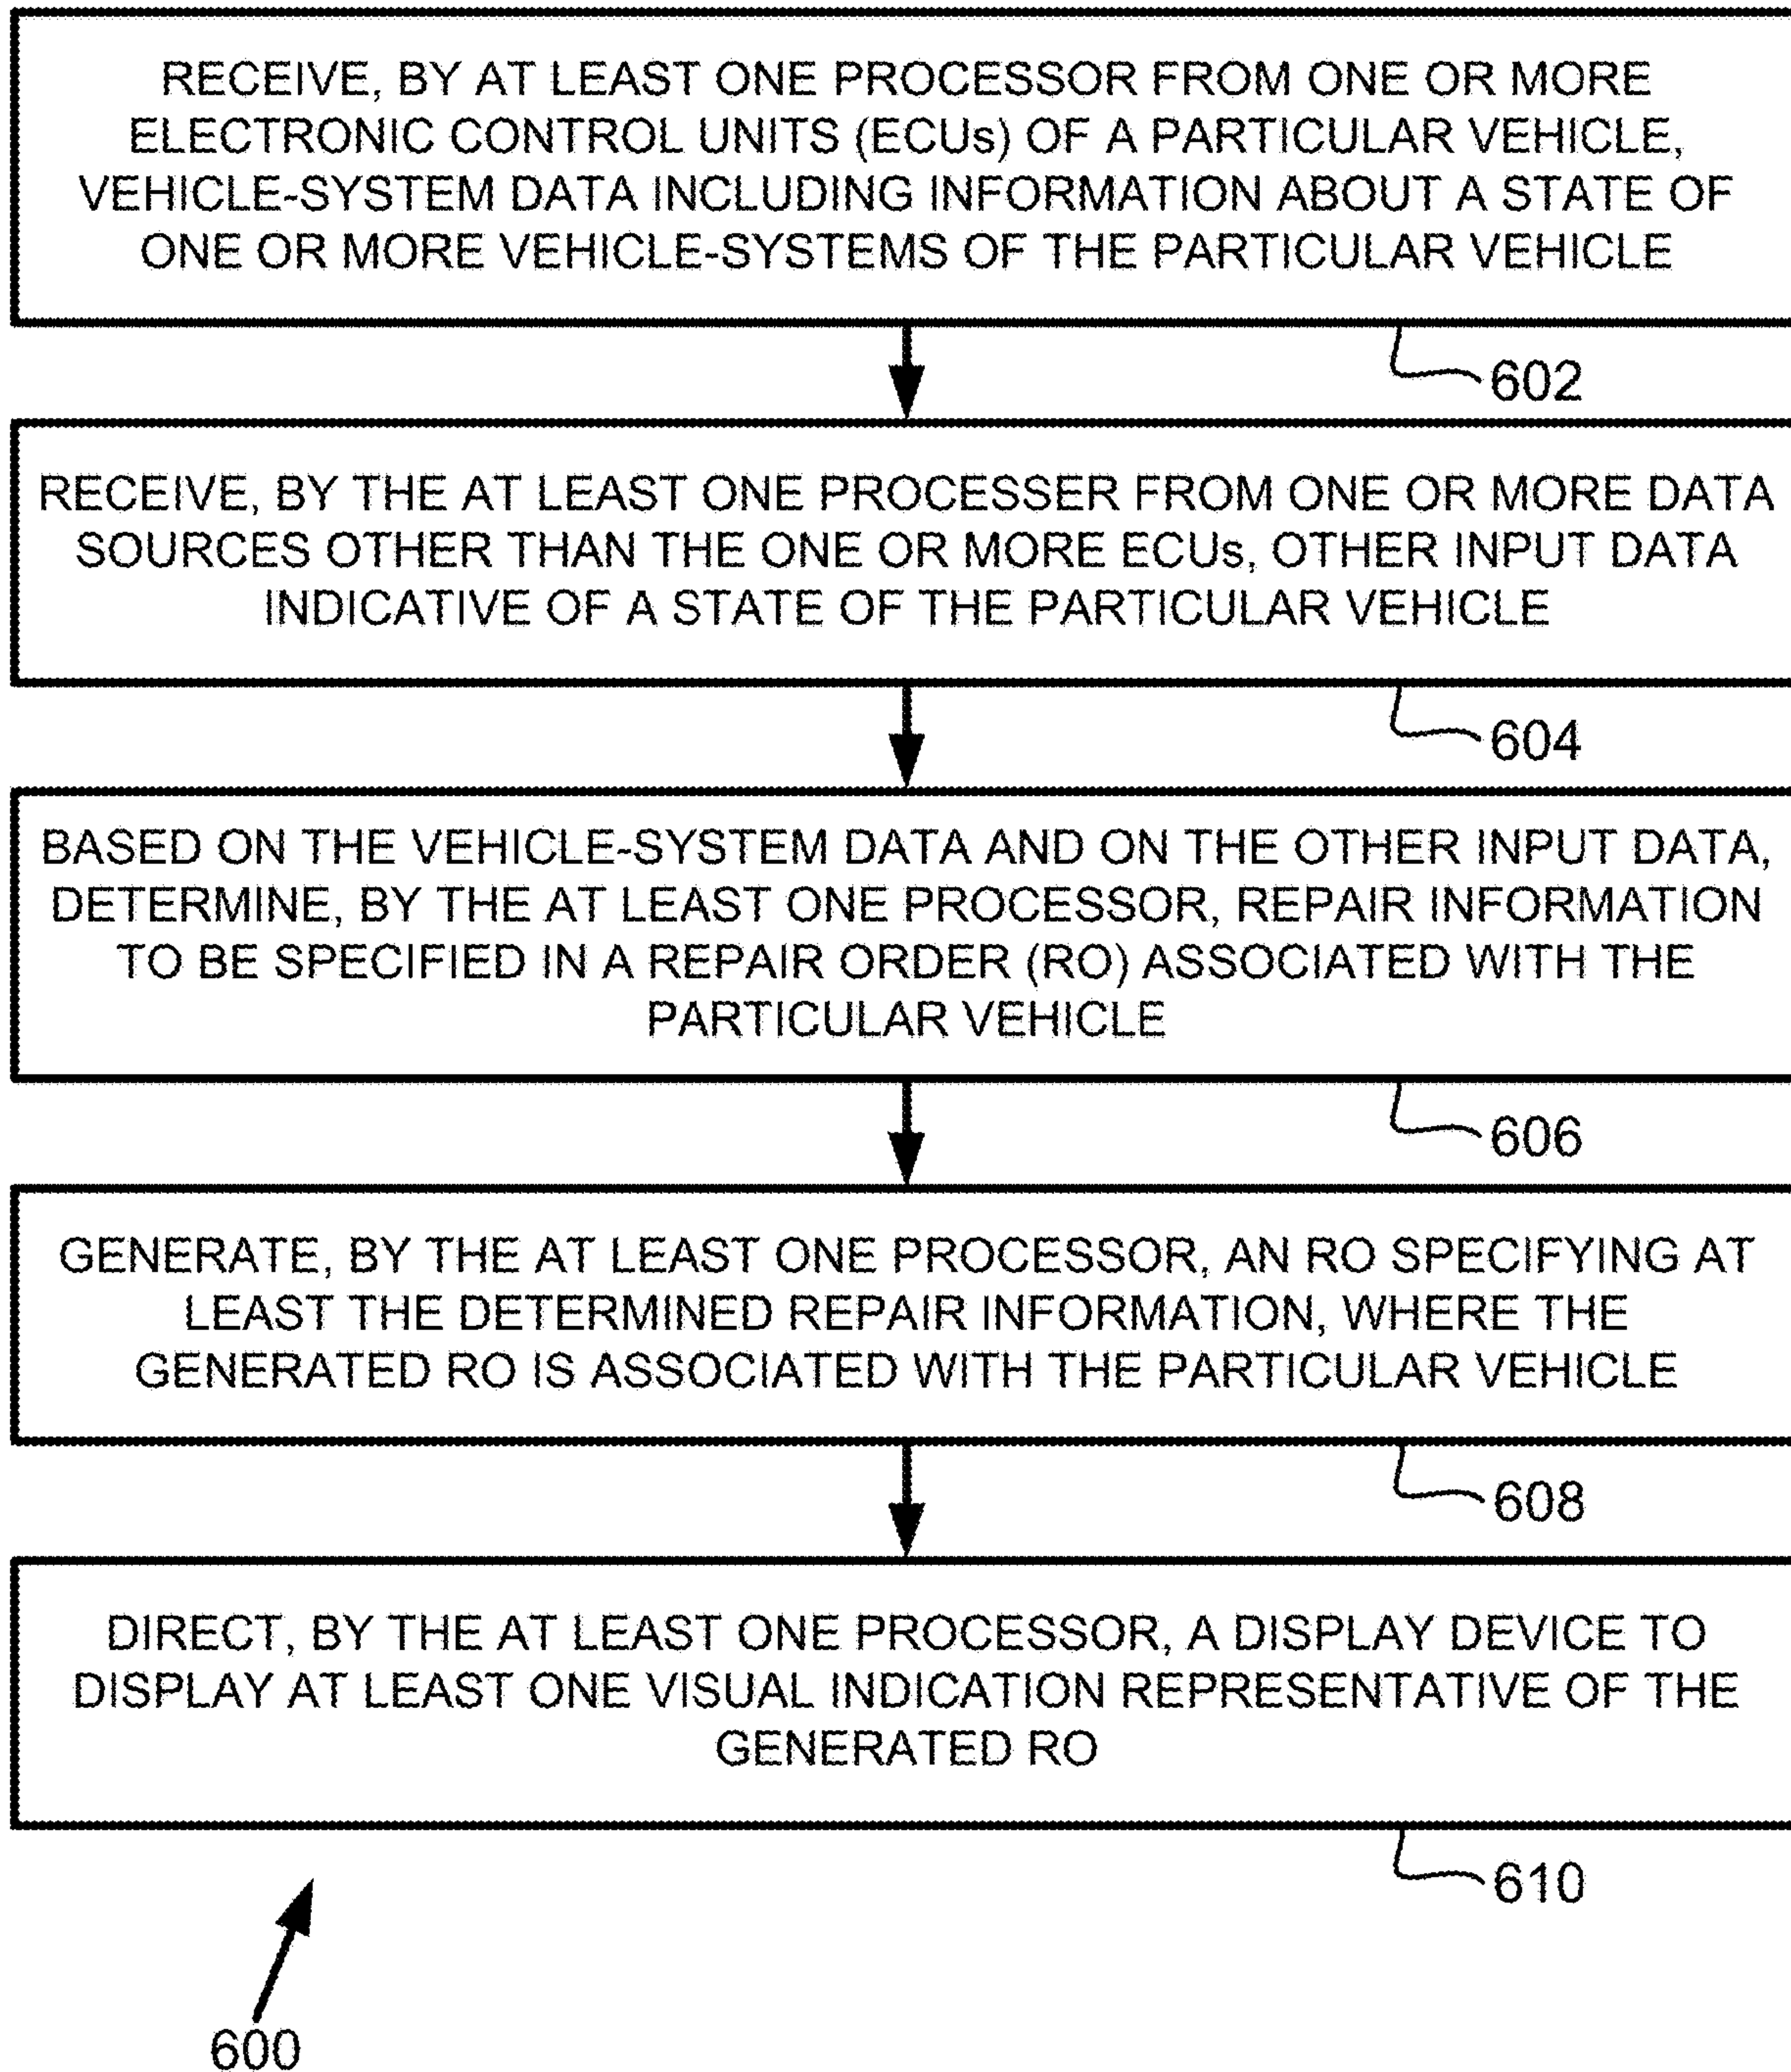 RECEIVE, BY AT LEAST ONE PROCESSOR FROM ONE OR MORE
ELECTRONIC CONTROL UNITS (ECUs) OF A PARTICULAR VEHICLE,
VEHICLE-SYSTEM DATA INCLUDING INFORMATION ABOUT A STATE OF
ONE OR MORE VEHICLE-SYSTEMS OF THE PARTICULAR VEHICLE
602
RECEIVE, BY THE AT LEAST ONE PROCESSER FROM ONE OR MORE DATA
SOURCES OTHER THAN THE ONE OR MORE ECUs, OTHER INPUT DATA
INDICATIVE OF A STATE OF THE PARTICULAR VEHICLE
604
BASED ON THE VEHICLE-SYSTEM DATA AND ON THE OTHER INPUT DATA,
DETERMINE, BY THE AT LEAST ONE PROCESSOR, REPAIR INFORMATION
TO BE SPECIFIED IN A REPAIR ORDER (RO) ASSOCIATED WITH THE
PARTICULAR VEHICLE
606
GENERATE, BY THE AT LEAST ONE PROCESSOR, AN RO SPECIFYING AT
LEAST THE DETERMINED REPAIR INFORMATION, WHERE THE
GENERATED RO IS ASSOCIATED WITH THE PARTICULAR VEHICLE
608
DIRECT, BY THE AT LEAST ONE PROCESSOR, A DISPLAY DEVICE TO
DISPLAY AT LEAST ONE VISUAL INDICATION REPRESENTATIVE OF THE
GENERATED RO
610
600